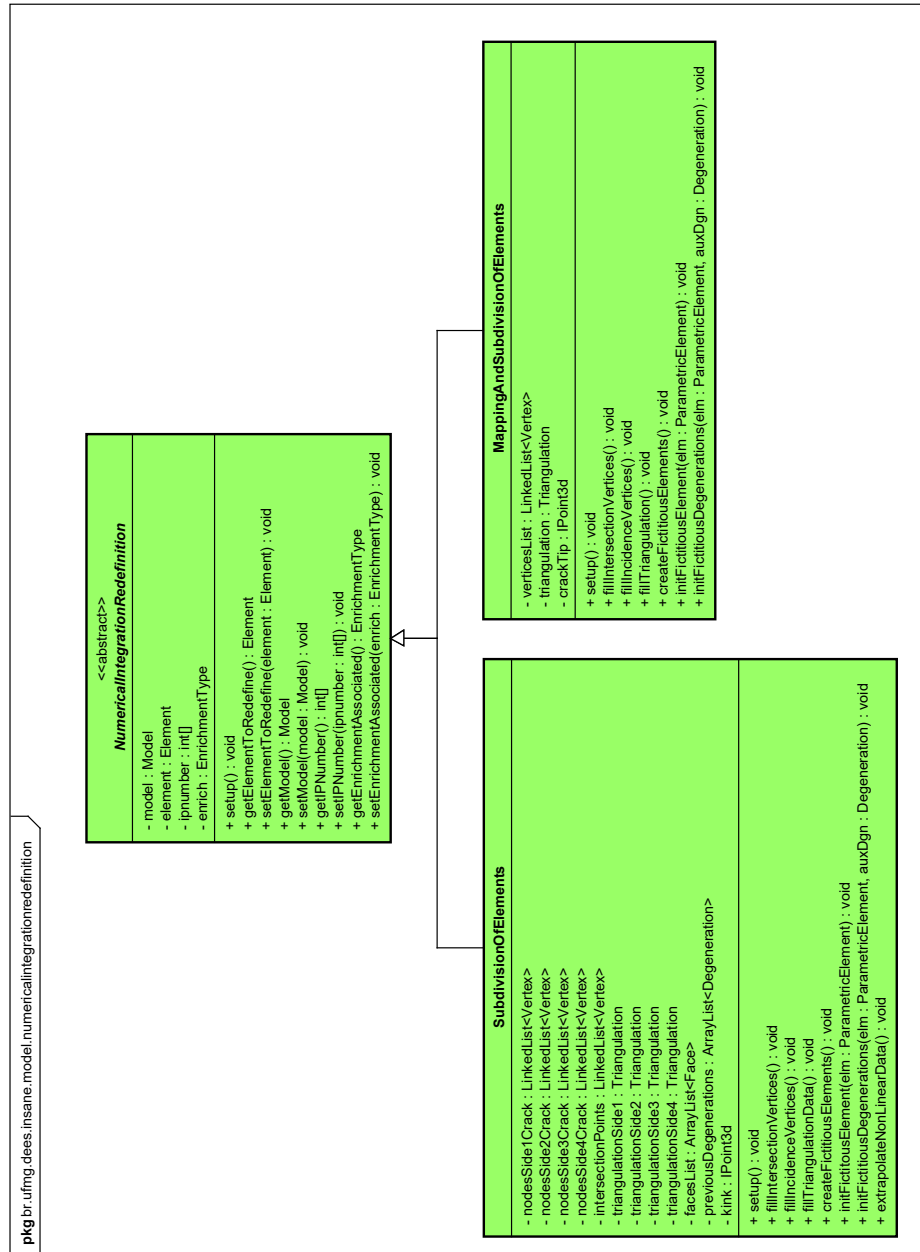 pkg br.ufmg.dees.insane.model.numericalintegrationredefinition
<<abstract>>
NumericalIntegrationRedefinition
- model : Model
- element : Element
- ipnumber : int[]
- enrich : EnrichmentType
+ setup() : void
+ getElementToRedefine() : Element
+ setElementToRedefine(element : Element) : void
+ getModel() : Model
+ setModel(model : Model) : void
+ getIPNumber() : int[]
+ setIPNumber(ipnumber : int[]) : void
+ getEnrichmentAssociated() : EnrichmentType
+ setEnrichmentAssociated(enrich : EnrichmentType) : void
SubdivisionOfElements
- nodesSide1Crack : LinkedList<Vertex>
- nodesSide2Crack : LinkedList<Vertex>
- nodesSide3Crack : LinkedList<Vertex>
- nodesSide4Crack : LinkedList<Vertex>
- intersectionPoints : LinkedList<Vertex>
- triangulationSide1 : Triangulation
- triangulationSide2 : Triangulation
- triangulationSide3 : Triangulation
- triangulationSide4 : Triangulation
- facesList : ArrayList<Face>
- previousDegenerations : ArrayList<Degeneration>
- kink : IPoint3d
+ setup() : void
+ fillIntersectionVertices() : void
+ fillIncidenceVertices() : void
+ fillTriangulationData() : void
+ createFictitiousElements() : void
+ initFictitousElement(elm : ParametricElement) : void
+ initFictitiousDegenerations(elm : ParametricElement, auxDgn : Degeneration) : void
+ extrapolateNonLinearData() : void
MappingAndSubdivisionOfElements
- verticesList : LinkedList<Vertex>
- triangulation : Triangulation
- crackTip : IPoint3d
+ setup() : void
+ fillIntersectionVertices() : void
+ fillIncidenceVertices() : void
+ fillTriangulation() : void
+ createFictitiousElements() : void
+ initFictitiousElement(elm : ParametricElement) : void
+ initFictitiousDegenerations(elm : ParametricElement, auxDgn : Degeneration) : void